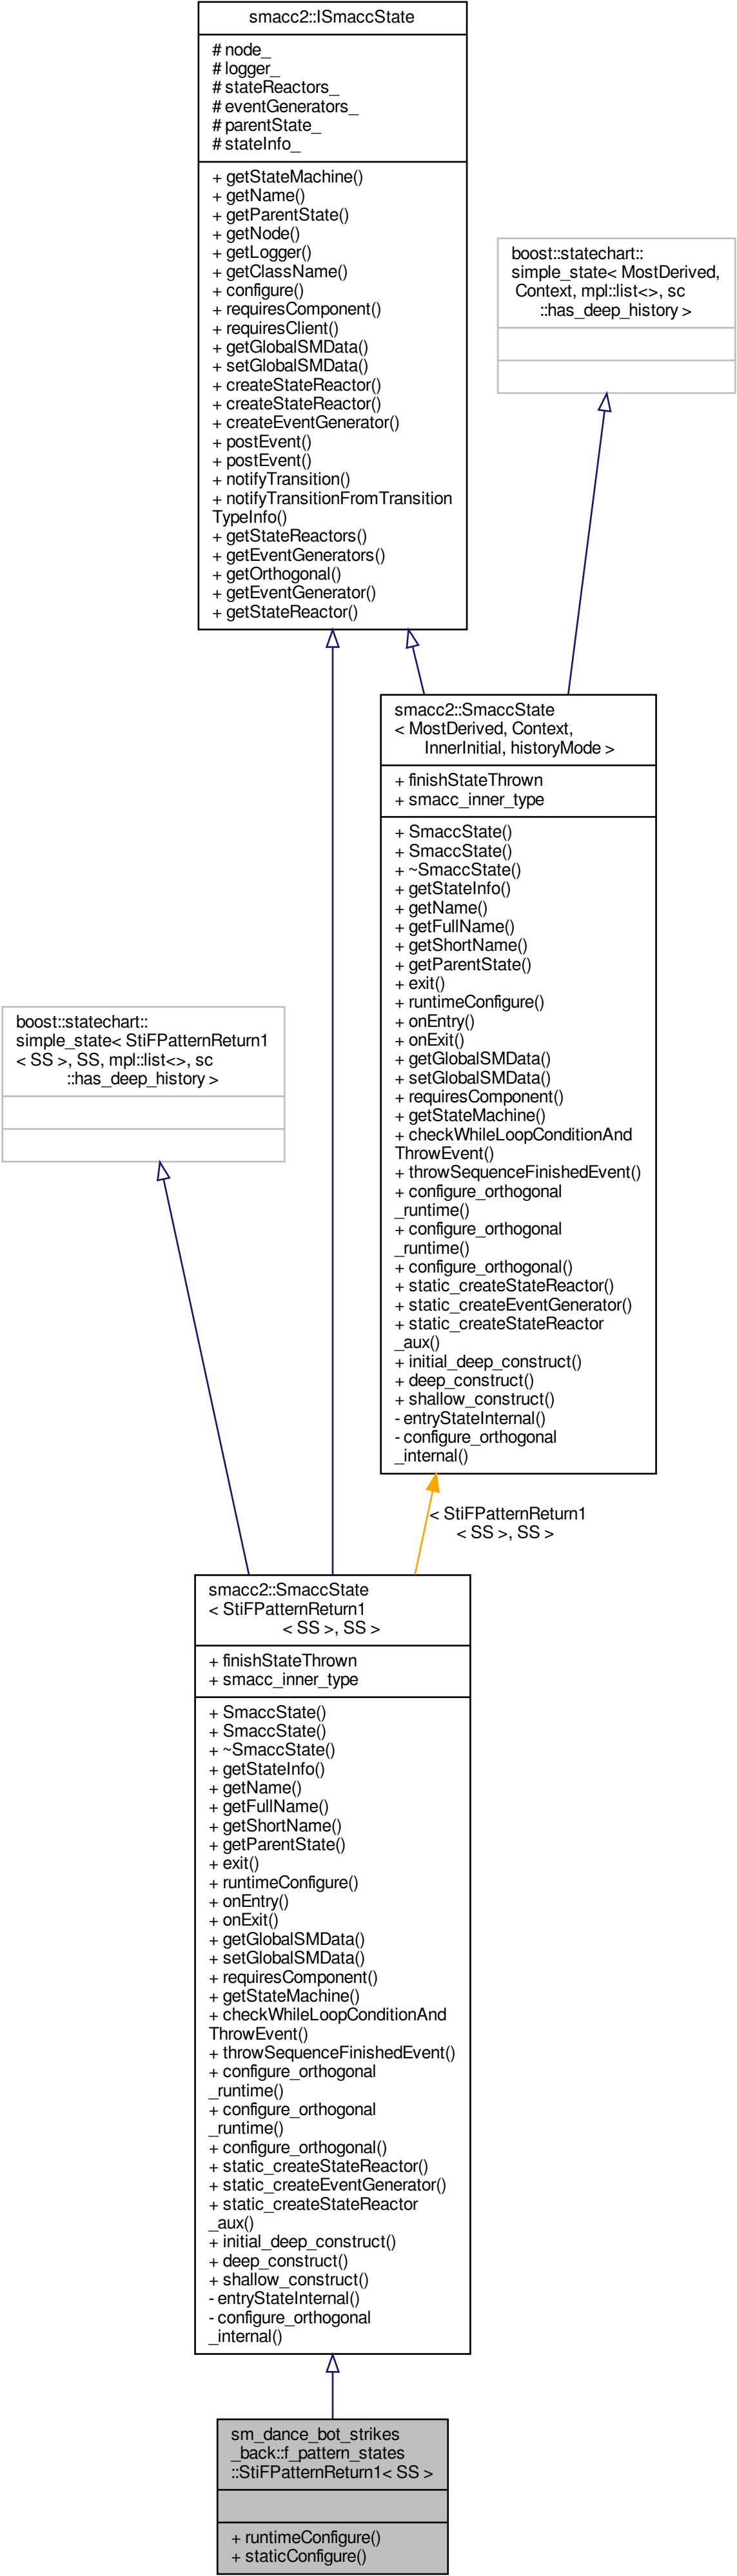 smacc2::ISmaccState
# node_
# logger_
# stateReactors_
# eventGenerators_
# parentState_
# stateInfo_
+ getStateMachine()
+ getName()
+ getParentState()
+ getNode()
+ getLogger()
+ getClassName()
+ configure()
+ requiresComponent()
+ requiresClient()
+ getGlobalSMData()
+ setGlobalSMData()
+ createStateReactor()
+ createStateReactor()
+ createEventGenerator()
+ postEvent()
+ postEvent()
+ notifyTransition()
+ notifyTransitionFromTransition
TypeInfo()
+ getStateReactors()
+ getEventGenerators()
+ getOrthogonal()
+ getEventGenerator()
+ getStateReactor()
boost::statechart::
simple_state< MostDerived,
Context, mpl::list<>, sc
::has_deep_history >
smacc2::SmaccState
< MostDerived, Context,
InnerInitial, historyMode >
+ finishStateThrown
+ smacc_inner_type
+ SmaccState()
+ SmaccState()
+ ~SmaccState()
+ getStateInfo()
+ getName()
+ getFullName()
+ getShortName()
+ getParentState()
+ exit()
+ runtimeConfigure()
+ onEntry()
+ onExit()
+ getGlobalSMData()
+ setGlobalSMData()
+ requiresComponent()
+ getStateMachine()
+ checkWhileLoopConditionAnd
ThrowEvent()
+ throwSequenceFinishedEvent()
+ configure_orthogonal
_runtime()
+ configure_orthogonal
_runtime()
+ configure_orthogonal()
+ static_createStateReactor()
+ static_createEventGenerator()
+ static_createStateReactor
_aux()
+ initial_deep_construct()
+ deep_construct()
+ shallow_construct()
- entryStateInternal()
- configure_orthogonal
_internal()
boost::statechart::
simple_state< StiFPatternReturn1
< SS >, SS, mpl::list<>, sc
::has_deep_history >
< StiFPatternReturn1
< SS >, SS >
smacc2::SmaccState
< StiFPatternReturn1
< SS >, SS >
+ finishStateThrown
+ smacc_inner_type
+ SmaccState()
+ SmaccState()
+ ~SmaccState()
+ getStateInfo()
+ getName()
+ getFullName()
+ getShortName()
+ getParentState()
+ exit()
+ runtimeConfigure()
+ onEntry()
+ onExit()
+ getGlobalSMData()
+ setGlobalSMData()
+ requiresComponent()
+ getStateMachine()
+ checkWhileLoopConditionAnd
ThrowEvent()
+ throwSequenceFinishedEvent()
+ configure_orthogonal
_runtime()
+ configure_orthogonal
_runtime()
+ configure_orthogonal()
+ static_createStateReactor()
+ static_createEventGenerator()
+ static_createStateReactor
_aux()
+ initial_deep_construct()
+ deep_construct()
+ shallow_construct()
- entryStateInternal()
- configure_orthogonal
_internal()
sm_dance_bot_strikes
_back::f_pattern_states
::StiFPatternReturn1< SS >
+ runtimeConfigure()
+ staticConfigure()